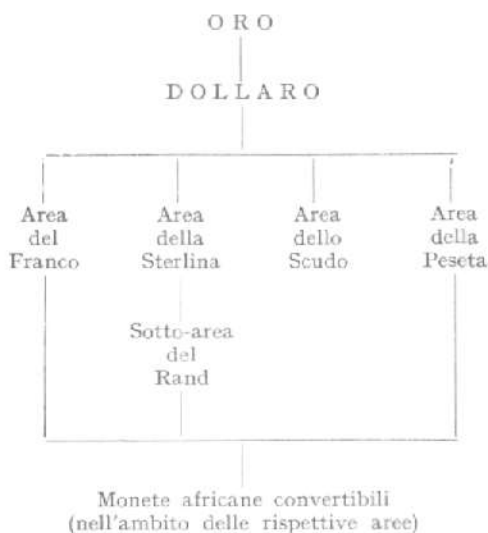 ORO
DOLLARO
Area
del
Franco
Area
della
Sterlina
Area
dello
Scudo
Area
della
Peseta
Sotto-area
del
Rand
Monete africane convertibili
(nell'ambito delle rispettive aree)